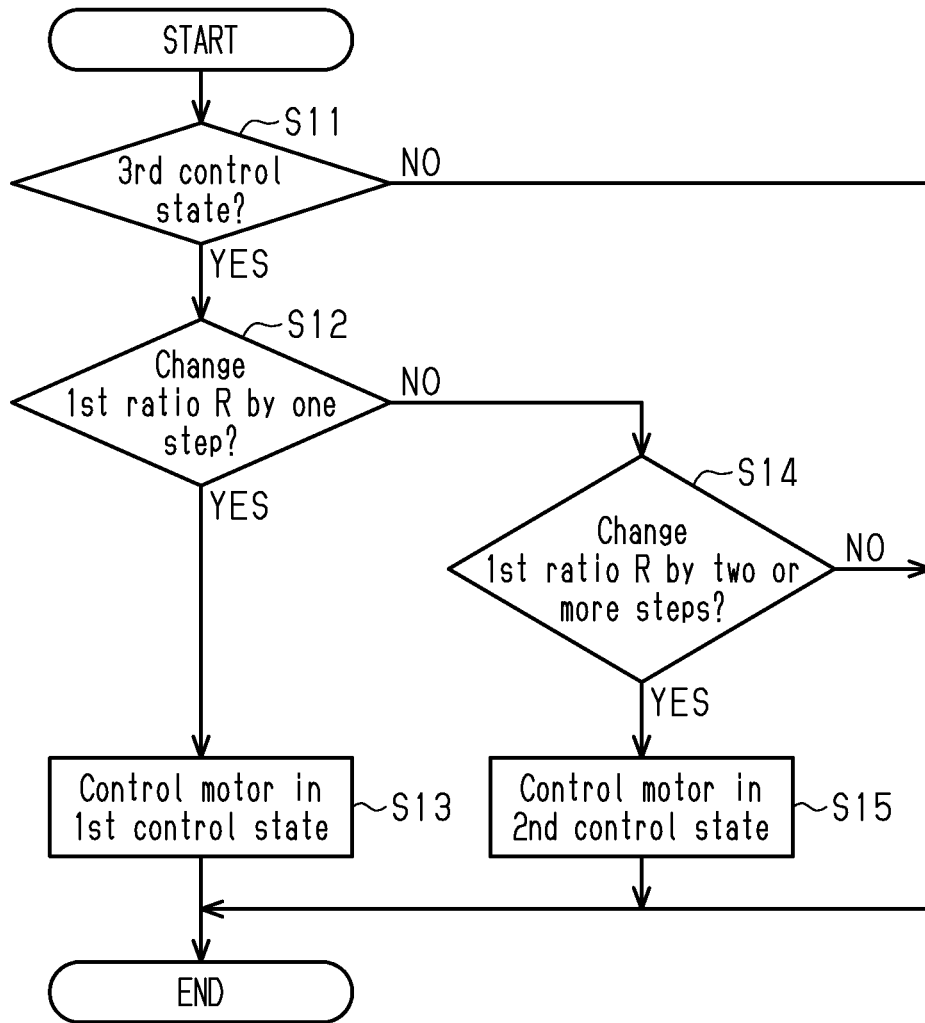 START
S11
3rd control
state?
NO
YES
S12
Change
1st ratio R by one
step?
NO
YES
S14
Change
1st ratio R by two or
more steps?
NO
YES
Control motor in
1st control state
S13
Control motor in
2nd control state
S15
END